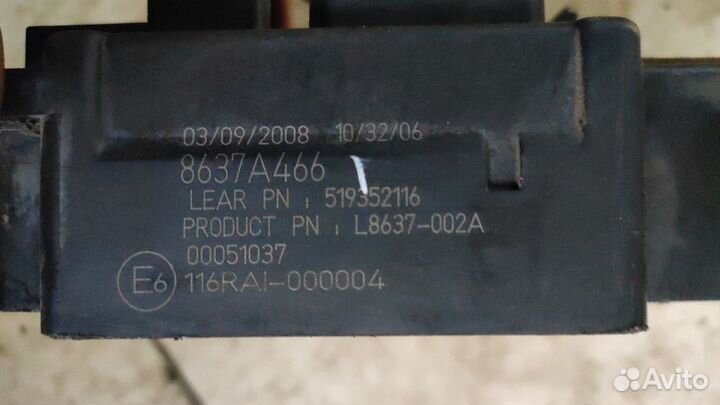 03/09/2008 10/32/06
8637A466
LEAR PN : 519352116
PRODUCT PN : L8637-002A
00051037
E6 116RAI-000004
Avito